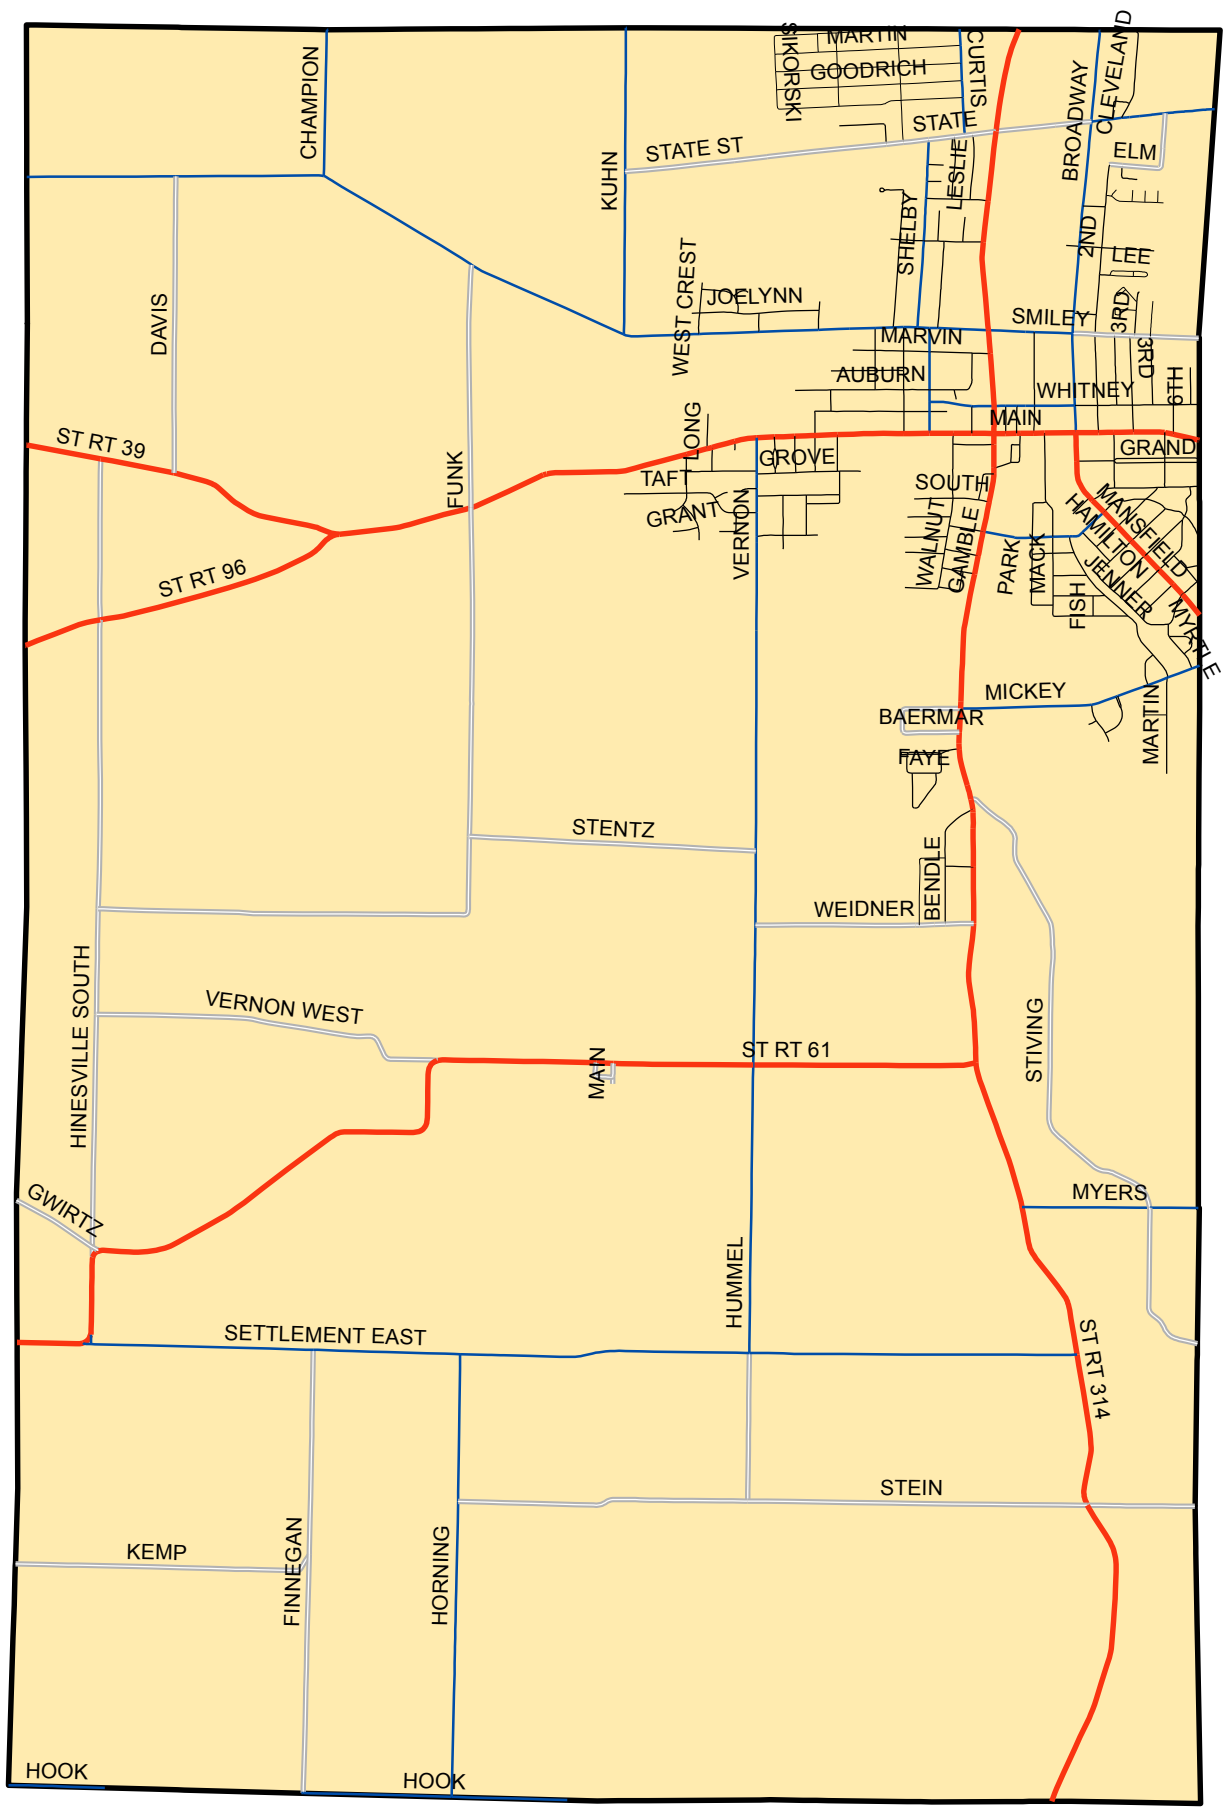 SIKORSKI
MARTIN
GOODRICH
CURTIS
BROADWAY
CLEVELAND
CHAMPION
KUHN
STATE ST
STATE
ELM
LESLIE
SHELBY
2ND
LEE
DAVIS
WEST CREST
JOELYNN
SMILEY
3RD
3RD
MARVIN
AUBURN
WHITNEY
6TH
MAIN
ST RT 39
LONG
GROVE
GRAND
FUNK
TAFT
SOUTH
GRANT
VERNON
WALNUT
GAMBLE
PARK
MACK
HAMILTON
MANSFIELD
JENNER
FISH
MYRTLE
ST RT 96
MICKEY
BAERMAR
MARTIN
FAYE
STENTZ
BENDLE
WEIDNER
HINESVILLE SOUTH
VERNON WEST
STIVING
MAIN
ST RT 61
GWIRTZ
MYERS
HUMMEL
SETTLEMENT EAST
ST RT 314
STEIN
KEMP
FINNEGAN
HORNING
HOOK
HOOK